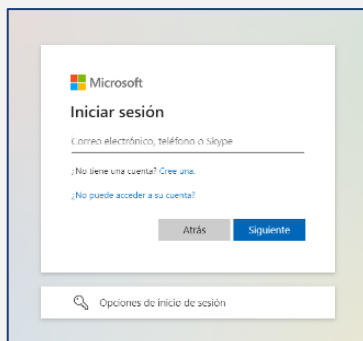 Microsoft
Iniciar sesión
Correo electrónico, teléfono o Skype
¿No tiene una cuenta? Cree una.
¿No puede acceder a su cuenta?
Atrás Siguiente
Opciones de inicio de sesión